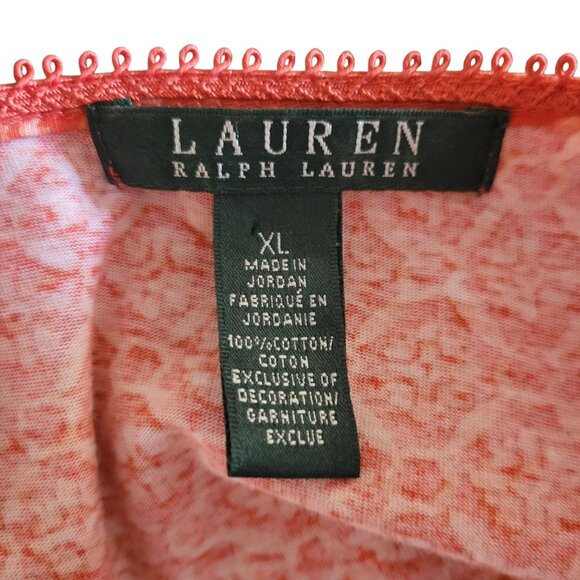 LAUREN
RALPH LAUREN
XL
MADE IN
JORDAN
FABRIQUÉ EN
JORDANIE
100%COTTON/
COTON
EXCLUSIVE OF
DECORATION/
GARNITURE
EXCLUE